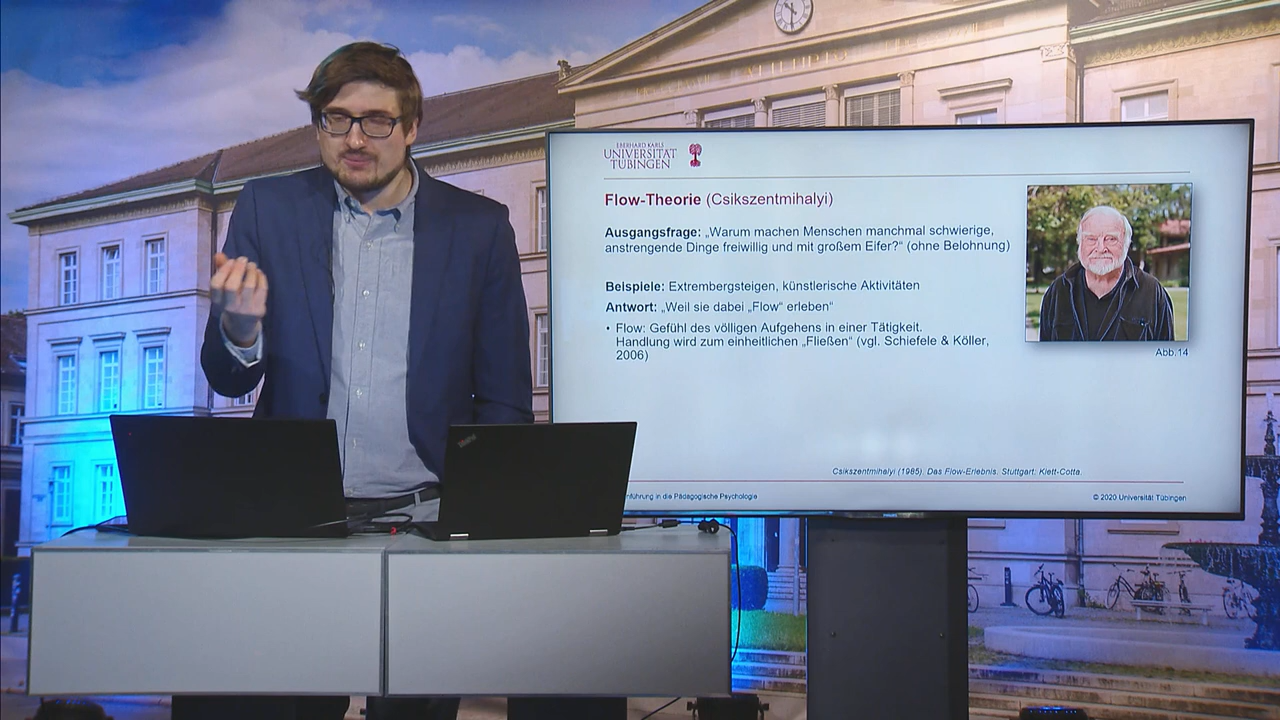 EBERHARD KARLS
UNIVERSITÄT
TÜBINGEN
Flow-Theorie (Csikszentmihalyi)
Ausgangsfrage: „Warum machen Menschen manchmal schwierige,
anstrengende Dinge freiwillig und mit großem Eifer?“ (ohne Belohnung)
Beispiele: Extrembergsteigen, künstlerische Aktivitäten
Antwort: „Weil sie dabei „Flow“ erleben“
• Flow: Gefühl des völligen Aufgehens in einer Tätigkeit.
Handlung wird zum einheitlichen „Fließen“ (vgl. Schiefele & Köller,
2006)
Abb.14
Csikszentmihalyi (1985). Das Flow-Erlebnis. Stuttgart: Klett-Cotta.
nführung in die Pädagogische Psychologie
© 2020 Universität Tübingen
ThinkPad